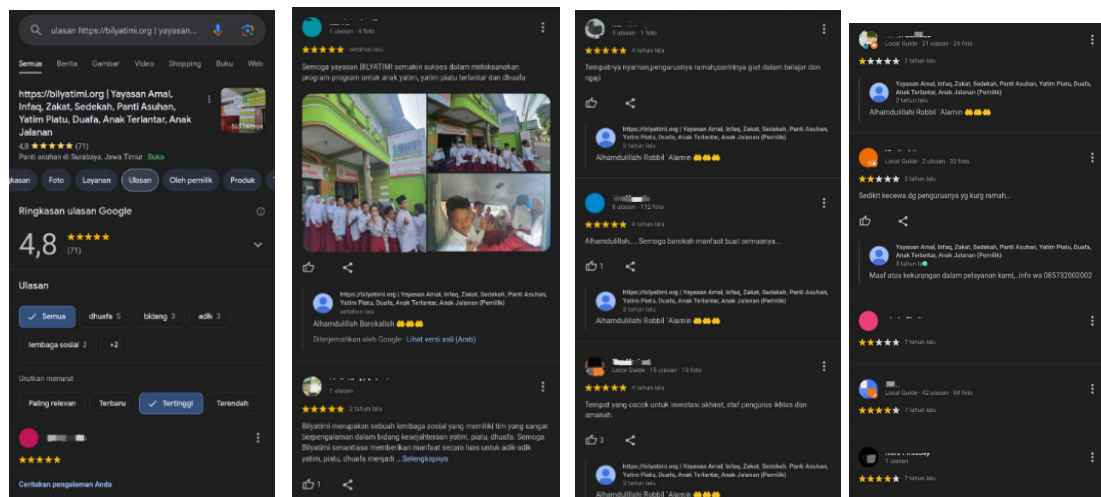 ulasan https://bilyatimi.org | yayasan...
Semua Berita Gambar Video Shopping Buku Web
https://bilyatimi.org | Yayasan Amal,
Infaq, Zakat, Sedekah, Panti Asuhan,
Yatim Piatu, Duafa, Anak Terlantar, Anak
Jalanan
4,8 ★★★★★ (71)
Panti asuhan di Surabaya, Jawa Timur · Buka
Foto Layanan Ulasan Oleh pemilik Produk
Ringkasan ulasan Google
4,8 ★★★★★
(71)
Ulasan
Semua dhuafa 5 bidang 3 adik 3
lembaga sosial 2 +2
Urutkan menurut
Paling relevan Terbaru Tertinggi Terendah
Ceritakan pengalaman Anda
1 ulasan · 4 foto
setahun lalu
Semoga yayasan BILYATIMI semakin sukses dalam melaksanakan
program-program untuk anak yatim, yatim piatu terlantar dan dhuafa
https://bilyatimi.org | Yayasan Amal, Infaq, Zakat, Sedekah, Panti Asuhan,
Yatim Piatu, Duafa, Anak Terlantar, Anak Jalanan (Pemilik)
setahun lalu
Alhamdulillah Barokallah 🤲🤲🤲
Diterjemahkan oleh Google · Lihat versi asli (Arab)
1 ulasan
2 tahun lalu
Bilyatimi merupakan sebuah lembaga sosial yang memiliki tim yang sangat
berpengalaman dalam bidang kesejahteraan yatim, piatu, dhuafa. Semoga
Bilyatimi senantiasa memberikan manfaat secara luas untuk adik-adik
yatim, piatu, dhuafa menjadi ... Selengkapnya
1
3 ulasan · 1 foto
4 tahun lalu
Tempatnya nyaman,pengurusnya ramah,santrinya giat dalam belajar dan
ngaji
https://bilyatimi.org | Yayasan Amal, Infaq, Zakat, Sedekah, Panti Asuhan,
Yatim Piatu, Duafa, Anak Terlantar, Anak Jalanan (Pemilik)
2 tahun lalu
Alhamdulillahi Robbil `Alamin 🤲🤲🤲
9 ulasan · 112 foto
4 tahun lalu
Alhamdulillah.... Semoga barokah manfaat buat semuanya...
1
https://bilyatimi.org | Yayasan Amal, Infaq, Zakat, Sedekah, Panti Asuhan,
Yatim Piatu, Duafa, Anak Terlantar, Anak Jalanan (Pemilik)
2 tahun lalu
Alhamdulillahi Robbil `Alamin 🤲🤲🤲
Local Guide · 15 ulasan · 13 foto
4 tahun lalu
Tempat yang cocok untuk investasi akhirat, staf pengurus ikhlas dan
amanah.
3
https://bilyatimi.org | Yayasan Amal, Infaq, Zakat, Sedekah, Panti Asuhan,
Yatim Piatu, Duafa, Anak Terlantar, Anak Jalanan (Pemilik)
2 tahun lalu
Alhamdulillahi Robbil `Alamin 🤲🤲🤲
Local Guide · 21 ulasan · 23 foto
2 tahun lalu
Yayasan Amal, Infaq, Zakat, Sedekah, Panti Asuhan, Yatim Piatu, Duafa,
Anak Terlantar, Anak Jalanan (Pemilik)
2 tahun lalu
Alhamdulillahi Robbil `Alamin 🤲🤲🤲
Local Guide · 2 ulasan · 32 foto
3 tahun lalu
Sedikit kecewa dg pengurusnya yg kurg ramah...
Yayasan Amal, Infaq, Zakat, Sedekah, Panti Asuhan, Yatim Piatu, Duafa,
Anak Terlantar, Anak Jalanan (Pemilik)
3 tahun
Maaf atas kekurangan dalam pelayanan kami,..info wa 085732002002
7 tahun lalu
Local Guide · 42 ulasan · 84 foto
7 tahun lalu
1 ulasan
7 tahun lalu